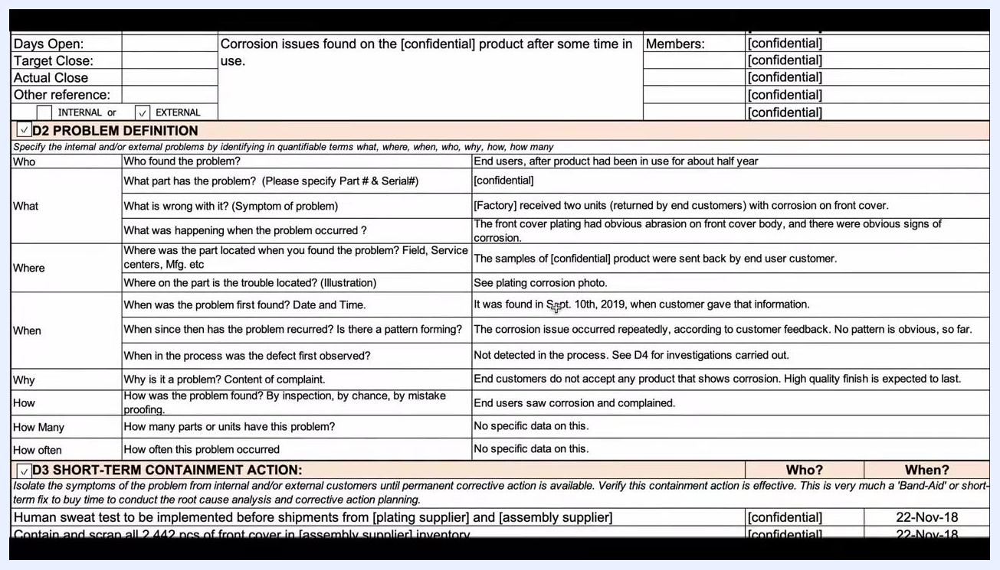 Days Open:
Corrosion issues found on the [confidential] product after some time in
Members:
[confidential]
Target Close:
use.
[confidential]
Actual Close
[confidential]
Other reference:
[confidential]
INTERNAL or
EXTERNAL
[confidential]
D2 PROBLEM DEFINITION
Specify the internal and/or external problems by identifying in quantifiable terms what, where, when, who, why, how, how many
Who
Who found the problem?
End users, after product had been in use for about half year
What
What part has the problem? (Please specify Part # & Serial#)
[confidential]
What is wrong with it? (Symptom of problem)
[Factory] received two units (returned by end customers) with corrosion on front cover.
What was happening when the problem occurred ?
The front cover plating had obvious abrasion on front cover body, and there were obvious signs of
corrosion.
Where
Where was the part located when you found the problem? Field, Service
centers, Mfg. etc
The samples of [confidential] product were sent back by end user customer.
Where on the part is the trouble located? (Illustration)
See plating corrosion photo.
When
When was the problem first found? Date and Time.
It was found in Sept. 10th, 2019, when customer gave that information.
When since then has the problem recurred? Is there a pattern forming?
The corrosion issue occurred repeatedly, according to customer feedback. No pattern is obvious, so far.
When in the process was the defect first observed?
Not detected in the process. See D4 for investigations carried out.
Why
Why is it a problem? Content of complaint.
End customers do not accept any product that shows corrosion. High quality finish is expected to last.
How
How was the problem found? By inspection, by chance, by mistake
proofing.
End users saw corrosion and complained.
How Many
How many parts or units have this problem?
No specific data on this.
How often
How often this problem occurred
No specific data on this.
D3 SHORT-TERM CONTAINMENT ACTION:
Who?
When?
Isolate the symptoms of the problem from internal and/or external customers until permanent corrective action is available. Verify this containment action is effective. This is very much a 'Band-Aid' or short-
term fix to buy time to conduct the root cause analysis and corrective action planning.
Human sweat test to be implemented before shipments from [plating supplier] and [assembly supplier]
[confidential]
22-Nov-18
Contain and scrap all 2,442 pcs of front cover in [assembly supplier] inventory
[confidential]
22-Nov-18